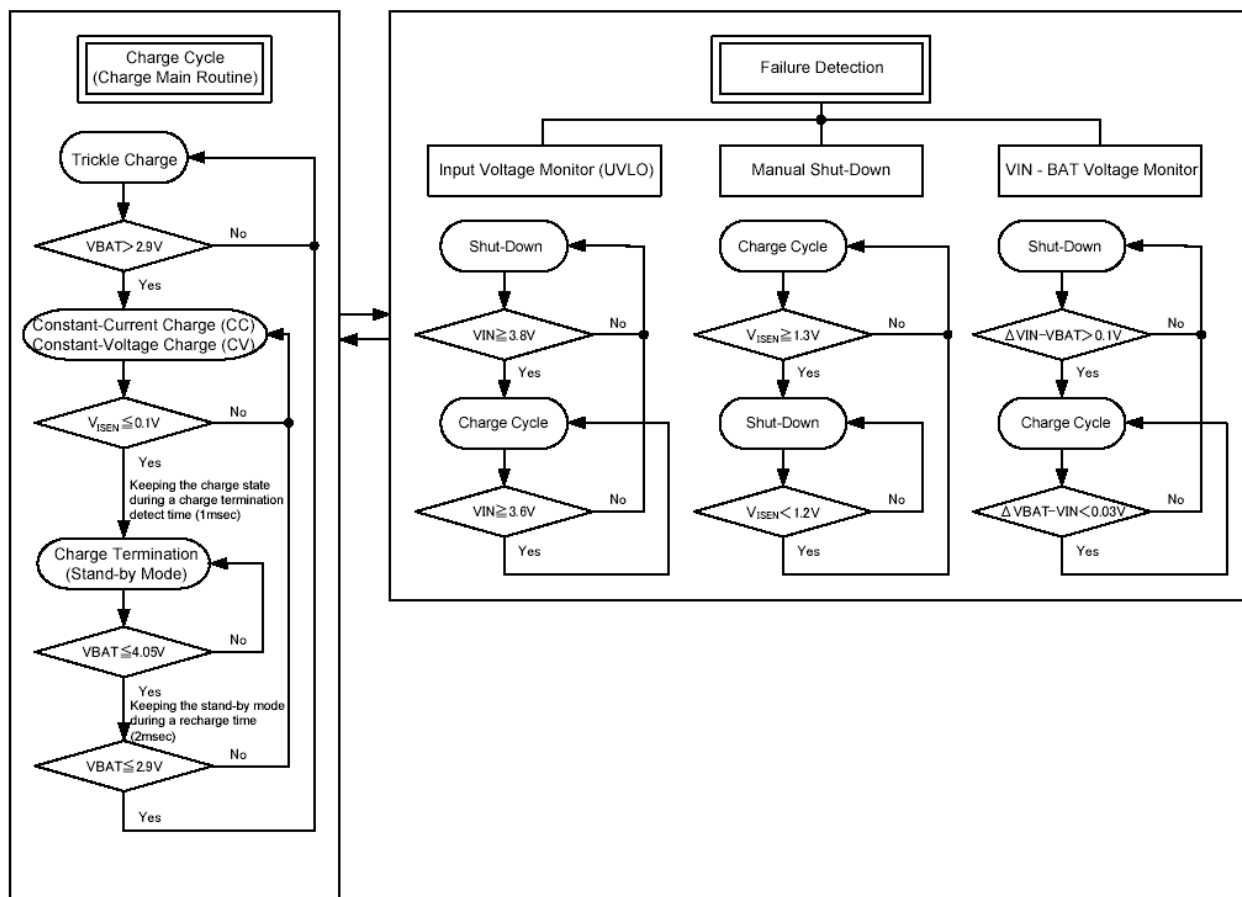 Charge Cycle
(Charge Main Routine)
Trickle Charge
VBAT>2.9V
No
Yes
Constant-Current Charge (CC)
Constant-Voltage Charge (CV)
VISEN≦0.1V
No
Yes
Keeping the charge state
during a charge termination
detect time (1msec)
Charge Termination
(Stand-by Mode)
VBAT≦4.05V
No
Yes
Keeping the stand-by mode
during a recharge time
(2msec)
VBAT≦2.9V
No
Yes
Failure Detection
Input Voltage Monitor (UVLO)
Shut-Down
VIN≧3.8V
No
Yes
Charge Cycle
VIN≧3.6V
No
Yes
Manual Shut-Down
Charge Cycle
VISEN≧1.3V
No
Yes
Shut-Down
VISEN<1.2V
No
Yes
VIN - BAT Voltage Monitor
Shut-Down
ΔVIN-VBAT>0.1V
No
Yes
Charge Cycle
ΔVBAT-VIN<0.03V
No
Yes